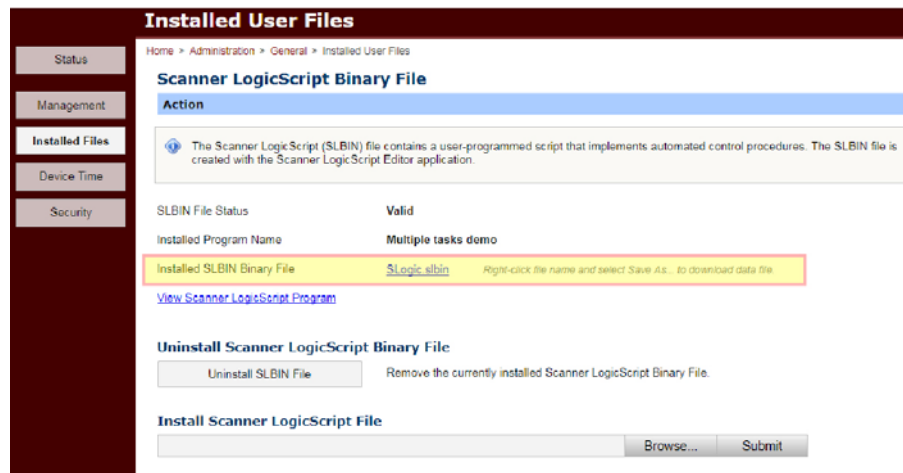 Installed User Files
Home > Administration > General > Installed User Files
Status
Management
Installed Files
Device Time
Security
Scanner LogicScript Binary File
Action
The Scanner LogicScript (SLBIN) file contains a user-programmed script that implements automated control procedures. The SLBIN file is
created with the Scanner LogicScript Editor application.
SLBIN File Status Valid
Installed Program Name Multiple tasks demo
Installed SLBIN Binary File SLogic.slbin Right-click file name and select Save As... to download data file.
View Scanner LogicScript Program
Uninstall Scanner LogicScript Binary File
Uninstall SLBIN File Remove the currently installed Scanner LogicScript Binary File.
Install Scanner LogicScript File
Browse... Submit